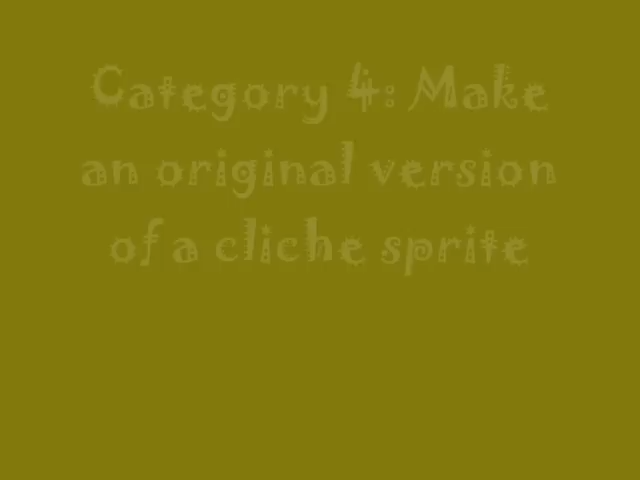 Category 4: Make
an original version
of a cliche sprite